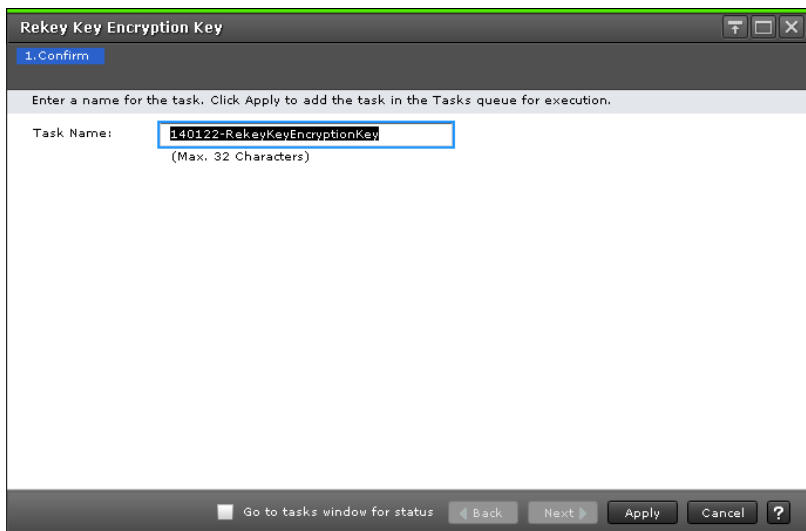 Rekey Key Encryption Key
1.Confirm
Enter a name for the task. Click Apply to add the task in the Tasks queue for execution.
Task Name: 140122-RekeyKeyEncryptionKey
(Max. 32 Characters)
Go to tasks window for status Back Next Apply Cancel ?